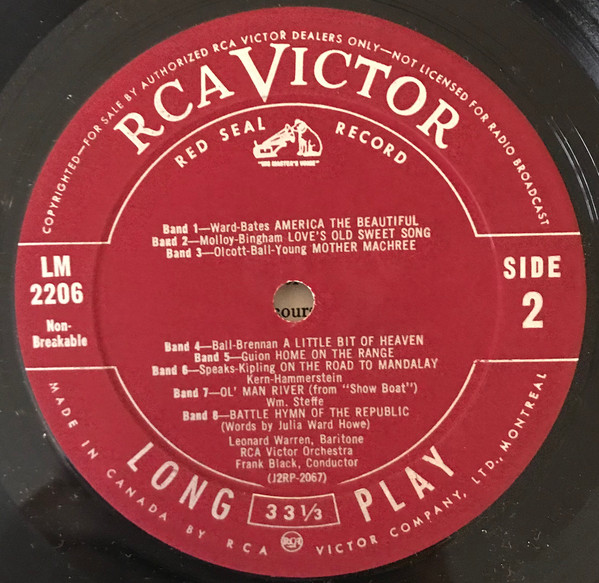 COPYRIGHTED—FOR SALE BY AUTHORIZED RCA VICTOR DEALERS ONLY—NOT LICENSED FOR RADIO BROADCAST
RCA VICTOR
RED SEAL RECORD
"HIS MASTER'S VOICE"
Band 1—Ward-Bates AMERICA THE BEAUTIFUL
Band 2—Molloy-Bingham LOVE'S OLD SWEET SONG
Band 3—Olcott-Ball-Young MOTHER MACHREE
LM
2206
Non-
Breakable
SIDE
2
our
Band 4—Ball-Brennan A LITTLE BIT OF HEAVEN
Band 5—Guion HOME ON THE RANGE
Band 6—Speaks-Kipling ON THE ROAD TO MANDALAY
Kern-Hammerstein
Band 7—OL' MAN RIVER (from "Show Boat")
Wm. Steffe
Band 8—BATTLE HYMN OF THE REPUBLIC
(Words by Julia Ward Howe)
Leonard Warren, Baritone
RCA Victor Orchestra
Frank Black, Conductor
(J2RP-2067)
LONG 33 1/3 PLAY
MADE IN CANADA BY RCA RCA VICTOR COMPANY, LTD., MONTREAL